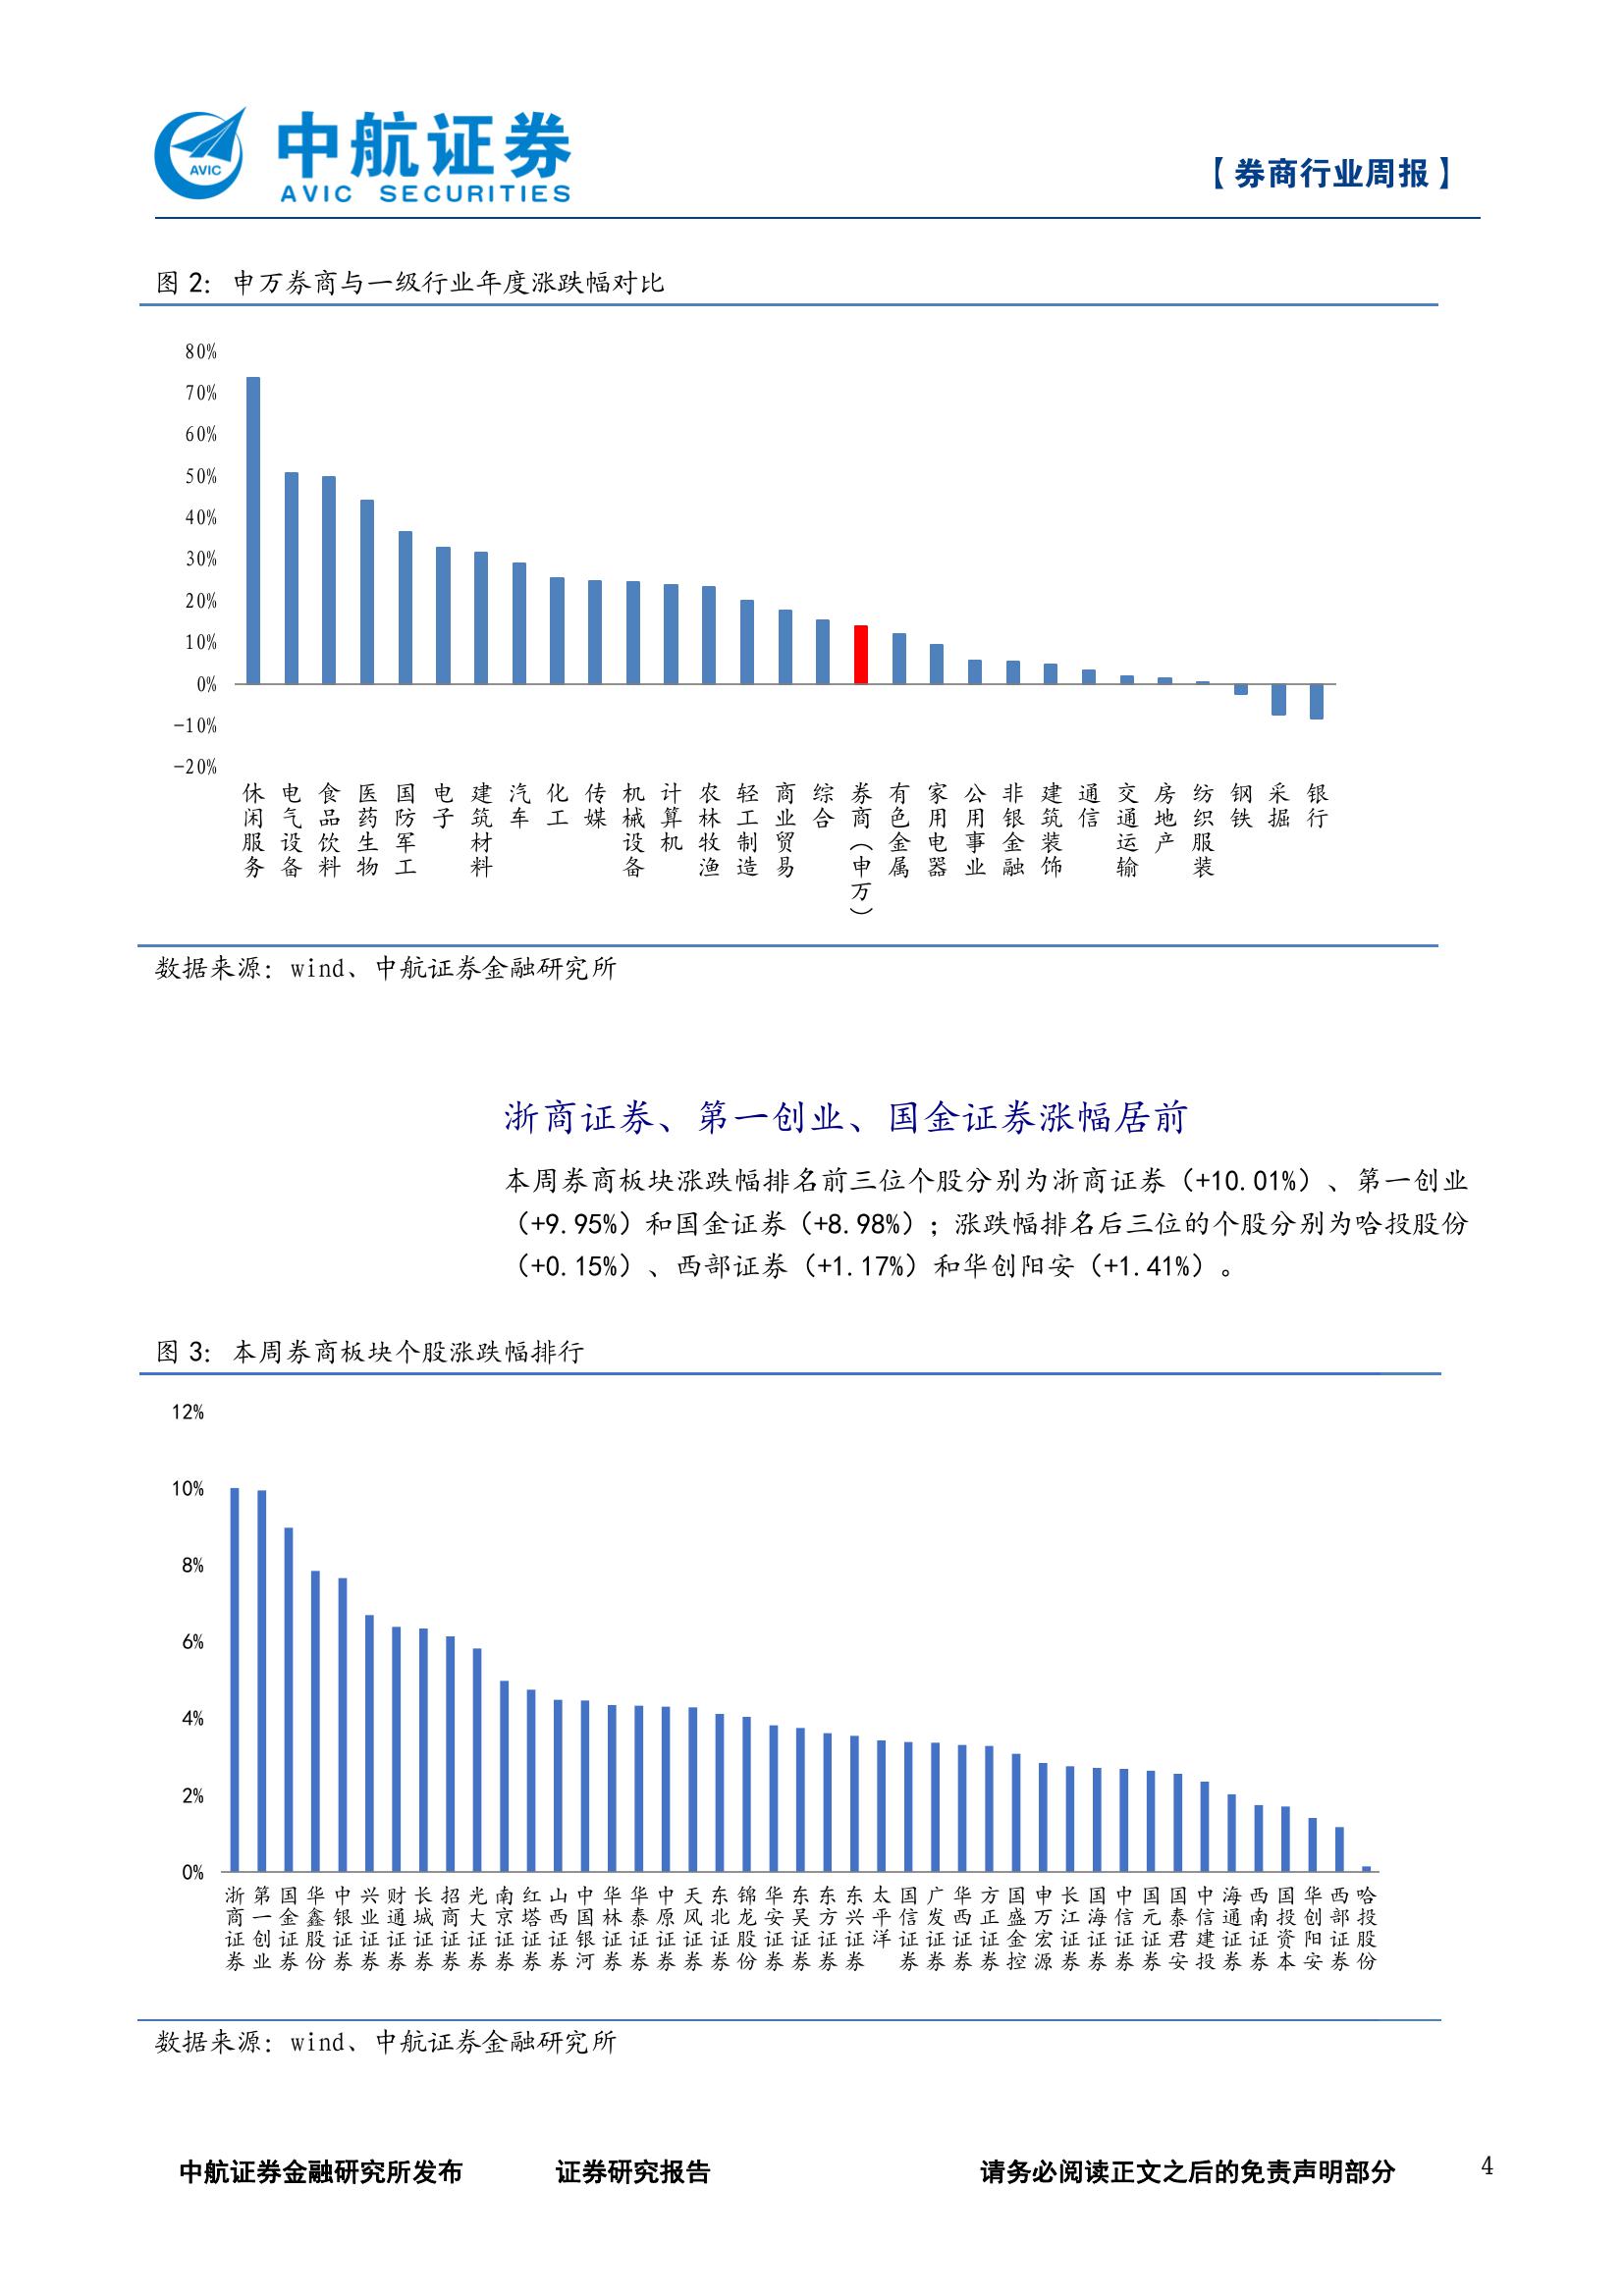 中航证券
AVIC SECURITIES
AVIC
【券商行业周报】
图 2：申万券商与一级行业年度涨跌幅对比
80%
70%
60%
50%
40%
30%
20%
10%
0%
-10%
-20%
休闲服务
电气设备
食品饮料
医药生物
国防军工
电子
建筑材料
汽车
化工
传媒
机械设备
计算机
农林牧渔
轻工制造
商业贸易
综合
券商（申万）
有色金属
家用电器
公用事业
非银金融
建筑装饰
通信
交通运输
房地产
纺织服装
钢铁
采掘
银行
数据来源：wind、中航证券金融研究所
浙商证券、第一创业、国金证券涨幅居前
本周券商板块涨跌幅排名前三位个股分别为浙商证券（+10.01%）、第一创业
（+9.95%）和国金证券（+8.98%）；涨跌幅排名后三位的个股分别为哈投股份
（+0.15%）、西部证券（+1.17%）和华创阳安（+1.41%）。
图 3：本周券商板块个股涨跌幅排行
12%
10%
8%
6%
4%
2%
0%
浙商证券
第一创业
国金证券
华鑫股份
中银证券
兴业证券
财通证券
长城证券
招商证券
光大证券
南京证券
红塔证券
山西证券
中国银河
华林证券
华泰证券
中原证券
天风证券
东北证券
锦龙股份
华安证券
东吴证券
东方证券
东兴证券
太平洋
国信证券
广发证券
华西证券
方正证券
国盛金控
申万宏源
长江证券
国海证券
中信证券
国元证券
国泰君安
中信建投
海通证券
西南证券
国投资本
华创阳安
西部证券
哈投股份
数据来源：wind、中航证券金融研究所
中航证券金融研究所发布
证券研究报告
请务必阅读正文之后的免责声明部分
4